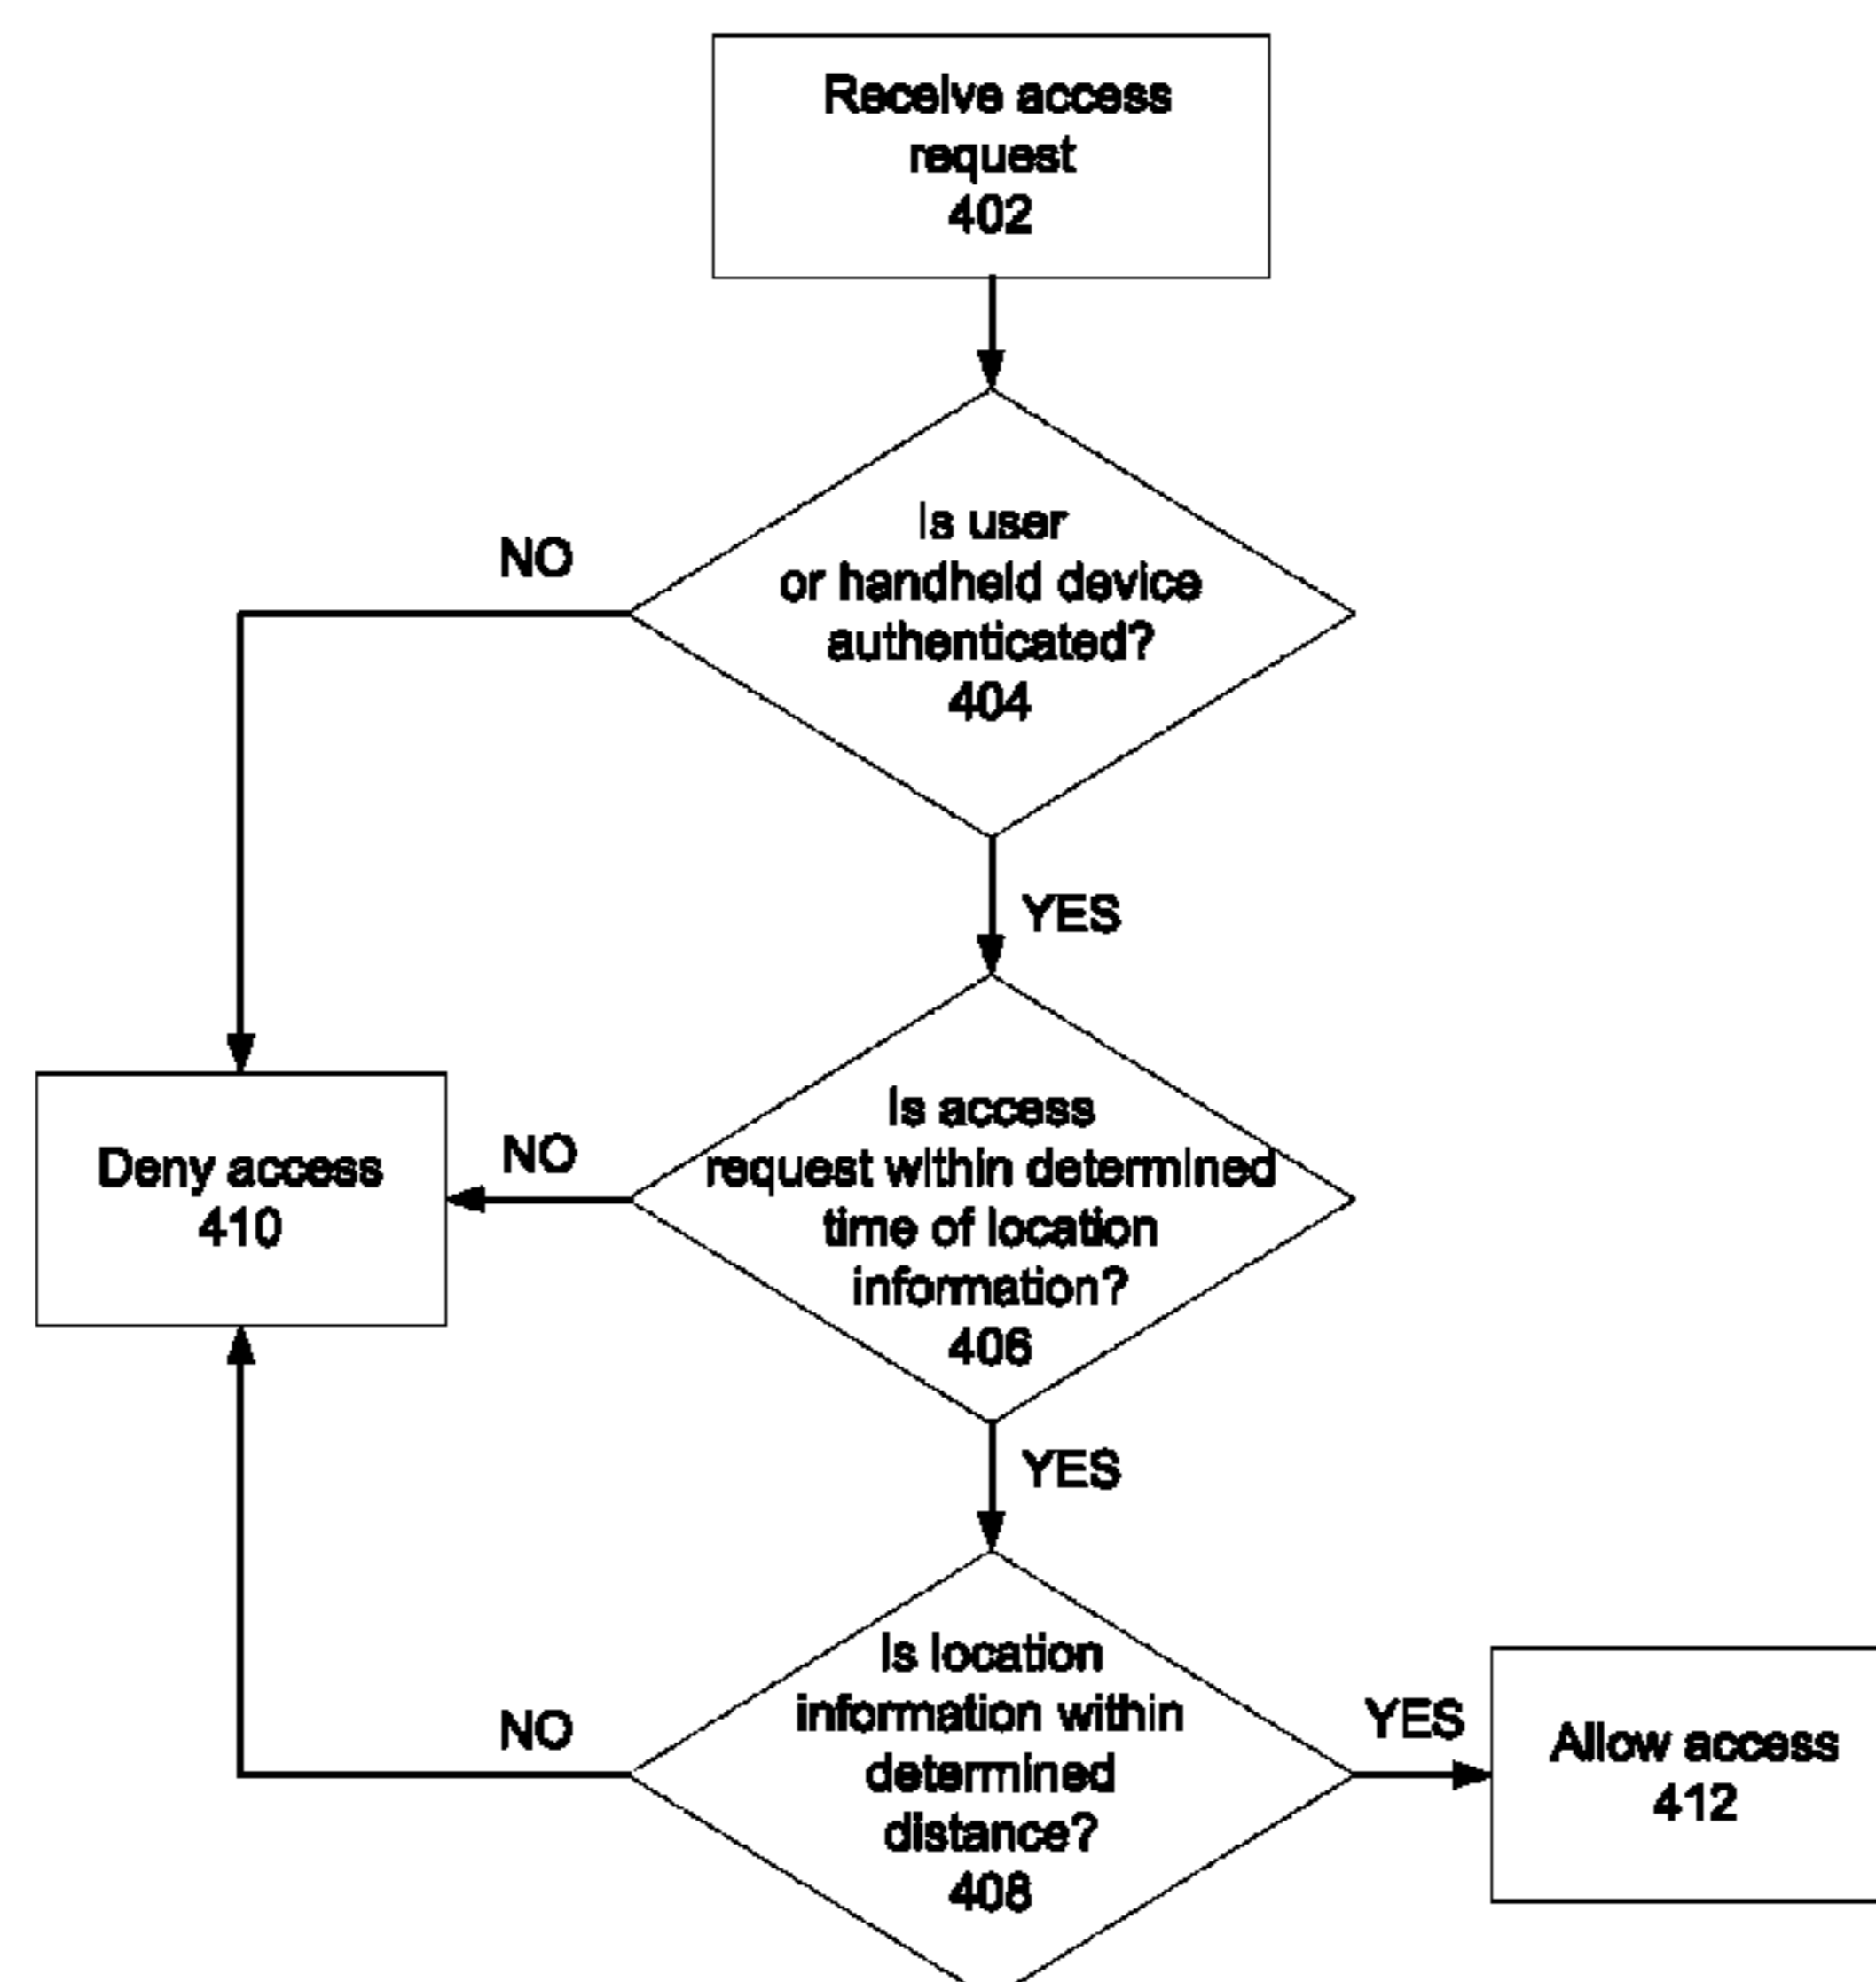 Receive access
request
402
Is user
or handheld device
authenticated?
404
NO
YES
Is access
request within determined
time of location
information?
406
NO
Deny access
410
YES
Is location
information within
determined
distance?
408
NO
YES
Allow access
412